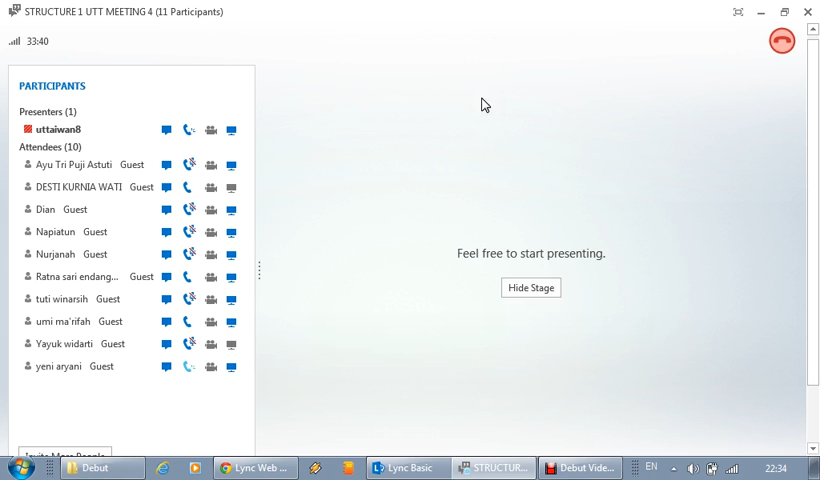 STRUCTURE 1 UTT MEETING 4 (11 Participants)
33:40
PARTICIPANTS
Presenters (1)
uttaiwan8
Attendees (10)
Ayu Tri Puji Astuti Guest
DESTI KURNIA WATI Guest
Dian Guest
Napiatun Guest
Nurjanah Guest
Ratna sari endang... Guest
tuti winarsih Guest
umi ma'rifah Guest
Yayuk widarti Guest
yeni aryani Guest
Invite More People
Feel free to start presenting.
Hide Stage
Debut
Lync Web ...
Lync Basic
STRUCTUR...
Debut Vide...
EN
22:34